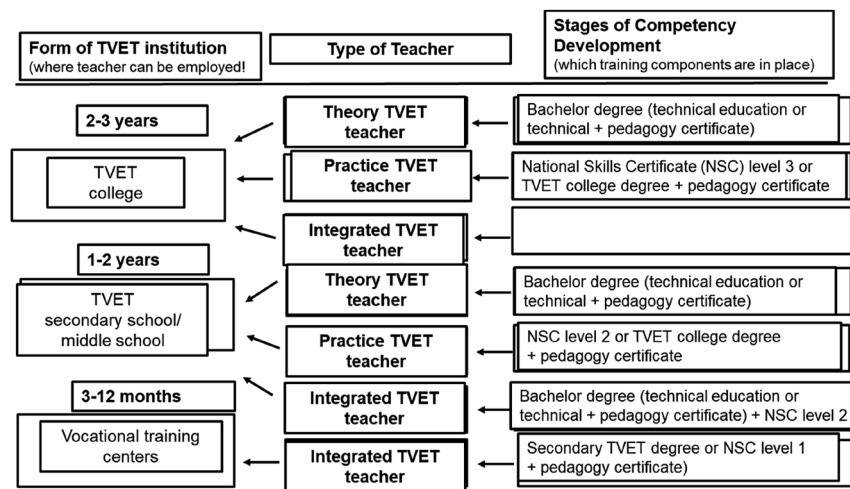 Form of TVET institution
(where teacher can be employed!
Type of Teacher
Stages of Competency
Development
(which training components are in place)
2-3 years
TVET
college
Theory TVET
teacher
Bachelor degree (technical education or
technical + pedagogy certificate)
Practice TVET
teacher
National Skills Certificate (NSC) level 3 or
TVET college degree + pedagogy certificate
Integrated TVET
teacher
1-2 years
TVET
secondary school/
middle school
Theory TVET
teacher
Bachelor degree (technical education or
technical + pedagogy certificate)
Practice TVET
teacher
NSC level 2 or TVET college degree
+ pedagogy certificate
Integrated TVET
teacher
Bachelor degree (technical education or
technical + pedagogy certificate) + NSC level 2
3-12 months
Vocational training
centers
Integrated TVET
teacher
Secondary TVET degree or NSC level 1
+ pedagogy certificate)